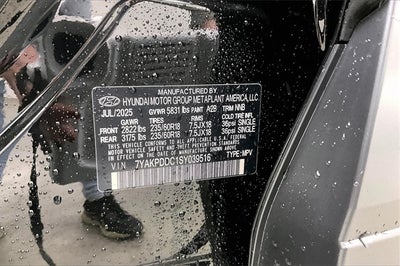 MANUFACTURED BY
HYUNDAI MOTOR GROUP METAPLANT AMERICA, LLC
JUL/2025 GVWR 5831 lbs PAINT A2B TRIM NNB
GAWR TIRES RIMS COLD TIRE INFL
FRONT 2822 lbs 235/60R18 7.5JX18 36psi SINGLE
REAR 3175 lbs 235/60R18 7.5JX18 36psi SINGLE
THIS VEHICLE CONFORMS TO ALL APPLICABLE
U.S. FEDERAL MOTOR VEHICLE SAFETY
BUMPER AND THEFT PREVENTION STANDARDS
IN EFFECT ON THE DATE OF MANUFACTURE
SHOWN ABOVE.
VIN: 7YAKPDDC1SY039516 TYPE:MPV